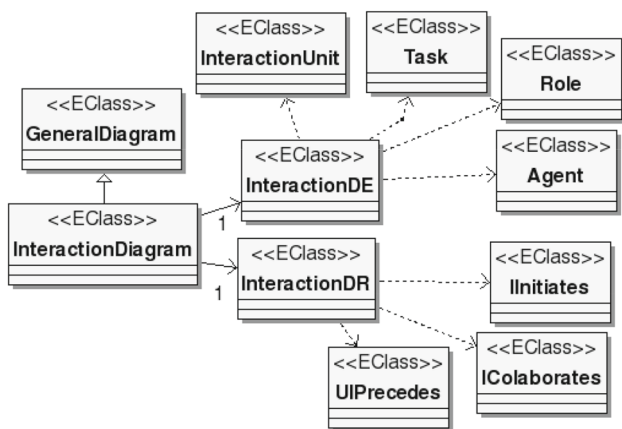 <<EClass>>
InteractionUnit
<<EClass>>
Task
<<EClass>>
Role
<<EClass>>
GeneralDiagram
<<EClass>>
InteractionDE
<<EClass>>
Agent
<<EClass>>
InteractionDiagram
1
1
<<EClass>>
InteractionDR
<<EClass>>
IInitiates
<<EClass>>
UIPrecedes
<<EClass>>
IColaborates